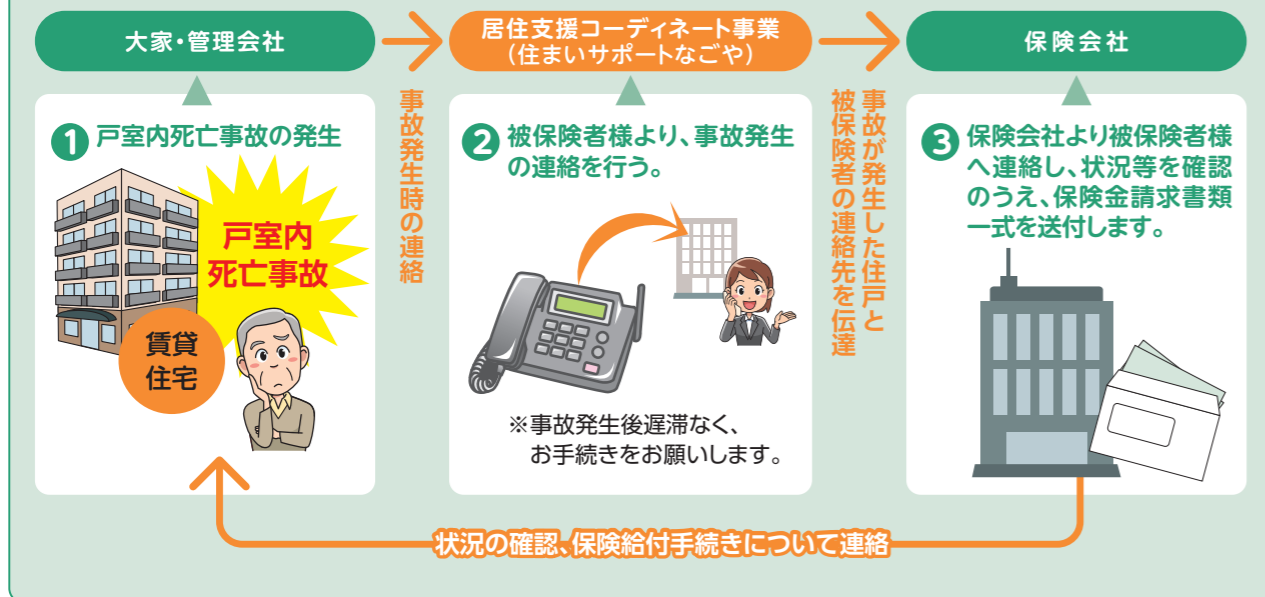 大家・管理会社
居住支援コーディネート事業
（住まいサポートなごや）
保険会社
❶ 戸室内死亡事故の発生
戸室内
死亡事故
賃貸
住宅
事故発生時の連絡
❷ 被保険者様より、事故発生
の連絡を行う。
※事故発生後遅滞なく、
お手続きをお願いします。
事故が発生した住戸と
被保険者の連絡先を伝達
❸ 保険会社より被保険者様
へ連絡し、状況等を確認
のうえ、保険金請求書類
一式を送付します。
状況の確認、保険給付手続きについて連絡